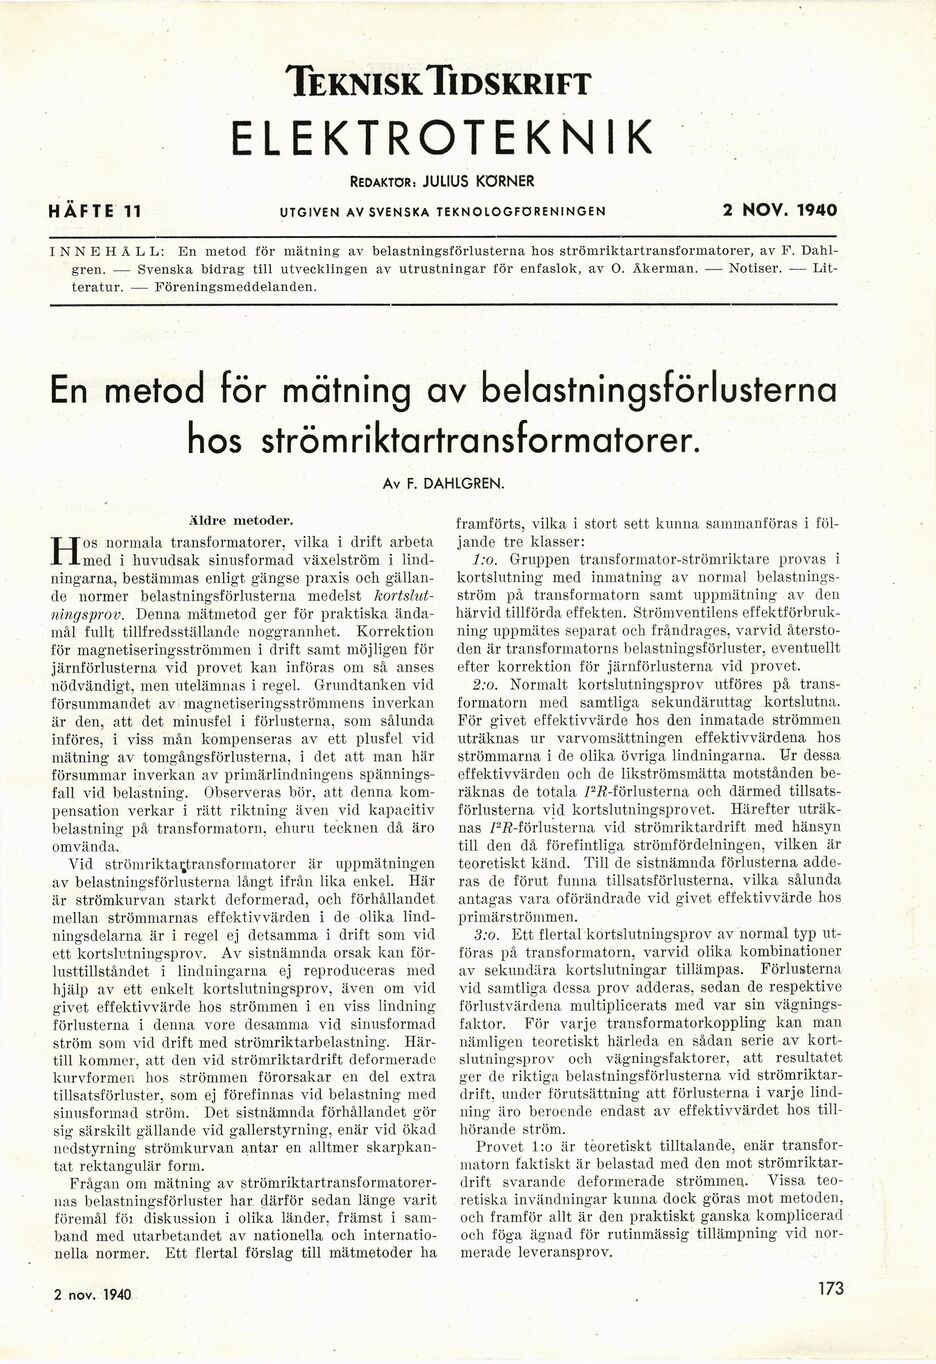 TEKNISK TIDSKRIFT
ELEKTROTEKNIK
REDAKTÖR: JULIUS KÖRNER
HÄFTE 11 UTGIVEN AV SVENSKA TEKNOLOGFÖRENINGEN 2 NOV. 1940
INNEHÅLL: En metod för mätning av belastningsförlusterna hos strömriktartransformatorer, av F. Dahl-
gren. — Svenska bidrag till utvecklingen av utrustningar för enfaslok, av O. Åkerman. — Notiser. — Lit-
teratur. — Föreningsmeddelanden.
En metod för mätning av belastningsförlusterna
hos strömriktartransformatorer.
Av F. DAHLGREN.
Äldre metoder.
Hos normala transformatorer, vilka i drift arbeta
med i huvudsak sinusformad växelström i lind-
ningarna, bestämmas enligt gängse praxis och gällan-
de normer belastningsförlusterna medelst kortslut-
ningsprov. Denna mätmetod ger för praktiska ända-
mål fullt tillfredsställande noggrannhet. Korrektion
för magnetiseringsströmmen i drift samt möjligen för
järnförlusterna vid provet kan införas om så anses
nödvändigt, men utelämnas i regel. Grundtanken vid
försummandet av magnetiseringsströmmens inverkan
är den, att det minusfel i förlusterna, som sålunda
införes, i viss mån kompenseras av ett plusfel vid
mätning av tomgångsförlusterna, i det att man här
försummar inverkan av primärlindningens spännings-
fall vid belastning. Observeras bör, att denna kom-
pensation verkar i rätt riktning även vid kapacitiv
belastning på transformatorn, ehuru tecknen då äro
omvända.
Vid strömriktartransformatorer är uppmätningen
av belastningsförlusterna långt ifrån lika enkel. Här
är strömkurvan starkt deformerad, och förhållandet
mellan strömmarnas effektivvärden i de olika lind-
ningsdelarna är i regel ej detsamma i drift som vid
ett kortslutningsprov. Av sistnämnda orsak kan för-
lusttillståndet i lindningarna ej reproduceras med
hjälp av ett enkelt kortslutningsprov, även om vid
givet effektivvärde hos strömmen i en viss lindning
förlusterna i denna vore desamma vid sinusformad
ström som vid drift med strömriktarbelastning. Här-
till kommer, att den vid strömriktardrift deformerade
kurvformen hos strömmen förorsakar en del extra
tillsatsförluster, som ej förefinnas vid belastning med
sinusformad ström. Det sistnämnda förhållandet gör
sig särskilt gällande vid gallerstyrning, enär vid ökad
nedstyrning strömkurvan antar en alltmer skarpkan-
tat rektangulär form.
Frågan om mätning av strömriktartransformatorer-
nas belastningsförluster har därför sedan länge varit
föremål för diskussion i olika länder, främst i sam-
band med utarbetandet av nationella och internatio-
nella normer. Ett flertal förslag till mätmetoder ha
framförts, vilka i stort sett kunna sammanföras i föl-
jande tre klasser:
1:o. Gruppen transformator-strömriktare provas i
kortslutning med inmatning av normal belastnings-
ström på transformatorn samt uppmätning av den
härvid tillförda effekten. Strömventilens effektförbruk-
ning uppmätes separat och fråndrages, varvid återsto-
den är transformatorns belastningsförluster, eventuellt
efter korrektion för järnförlusterna vid provet.
2:o. Normalt kortslutningsprov utföres på trans-
formatorn med samtliga sekundäruttag kortslutna.
För givet effektivvärde hos den inmatade strömmen
uträknas ur varvomsättningen effektivvärdena hos
strömmarna i de olika övriga lindningarna. Ur dessa
effektivvärden och de likströmsmätta motstånden be-
räknas de totala I²R-förlusterna och därmed tillsats-
förlusterna vid kortslutningsprovet. Härefter uträk-
nas I²R-förlusterna vid strömriktardrift med hänsyn
till den då förefintliga strömfördelningen, vilken är
teoretiskt känd. Till de sistnämnda förlusterna adde-
ras de förut funna tillsatsförlusterna, vilka sålunda
antagas vara oförändrade vid givet effektivvärde hos
primärströmmen.
3:o. Ett flertal kortslutningsprov av normal typ ut-
föras på transformatorn, varvid olika kombinationer
av sekundära kortslutningar tillämpas. Förlusterna
vid samtliga dessa prov adderas, sedan de respektive
förlustvärdena multiplicerats med var sin vägnings-
faktor. För varje transformatorkoppling kan man
nämligen teoretiskt härleda en sådan serie av kort-
slutningsprov och vägningsfaktorer, att resultatet
ger de riktiga belastningsförlusterna vid strömriktar-
drift, under förutsättning att förlusterna i varje lind-
ning äro beroende endast av effektivvärdet hos till-
hörande ström.
Provet 1:o är teoretiskt tilltalande, enär transfor-
matorn faktiskt är belastad med den mot strömriktar-
drift svarande deformerade strömmen. Vissa teo-
retiska invändningar kunna dock göras mot metoden,
och framför allt är den praktiskt ganska komplicerad
och föga ägnad för rutinmässig tillämpning vid nor-
merade leveransprov.
2 nov. 1940 173